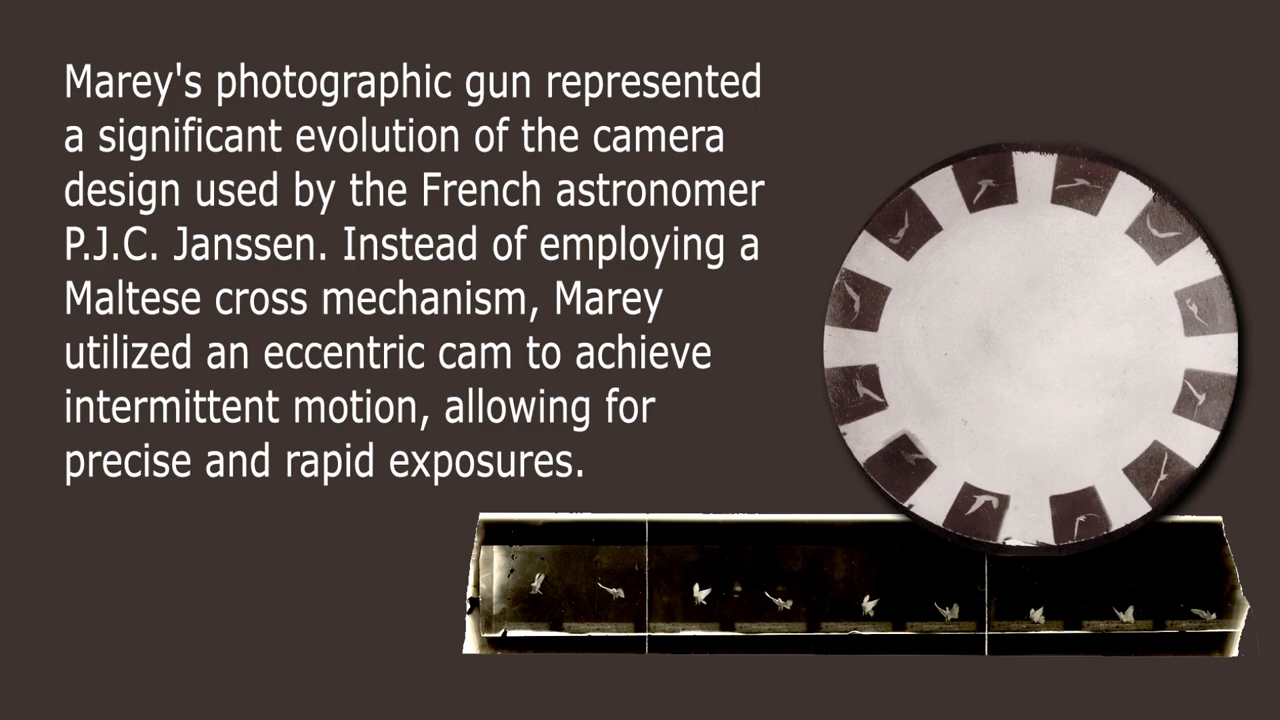 Marey's photographic gun represented
a significant evolution of the camera
design used by the French astronomer
P.J.C. Janssen. Instead of employing a
Maltese cross mechanism, Marey
utilized an eccentric cam to achieve
intermittent motion, allowing for
precise and rapid exposures.